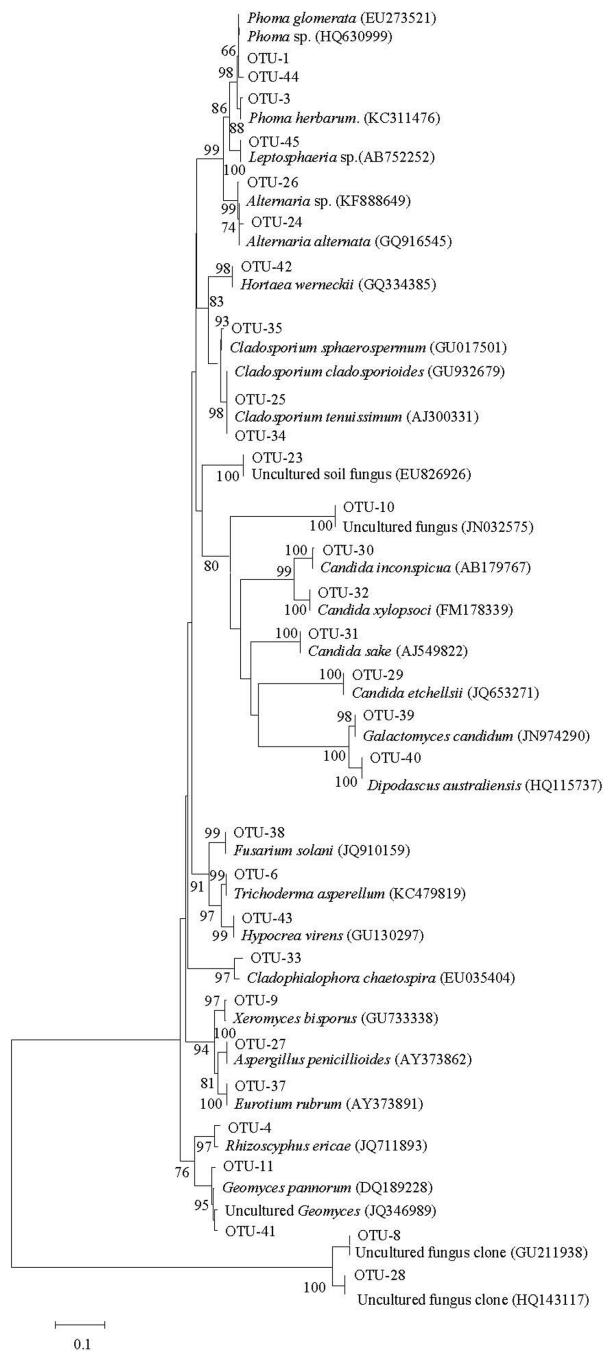 Phoma glomerata (EU273521)
Phoma sp. (HQ630999)
66
OTU-1
98
OTU-44
OTU-3
86
Phoma herbarum. (KC311476)
88
OTU-45
99
Leptosphaeria sp.(AB752252)
100
OTU-26
Alternaria sp. (KF888649)
99
OTU-24
74
Alternaria alternata (GQ916545)
98
OTU-42
Hortaea werneckii (GQ334385)
83
93
OTU-35
Cladosporium sphaerospermum (GU017501)
Cladosporium cladosporioides (GU932679)
OTU-25
98
Cladosporium tenuissimum (AJ300331)
OTU-34
OTU-23
100
Uncultured soil fungus (EU826926)
OTU-10
100
Uncultured fungus (JN032575)
100
OTU-30
80
99
Candida inconspicua (AB179767)
OTU-32
100
Candida xylopsoci (FM178339)
100
OTU-31
Candida sake (AJ549822)
100
OTU-29
Candida etchellsii (JQ653271)
98
OTU-39
Galactomyces candidum (JN974290)
100
OTU-40
100
Dipodascus australiensis (HQ115737)
99
OTU-38
Fusarium solani (JQ910159)
99
OTU-6
91
Trichoderma asperellum (KC479819)
97
OTU-43
99
Hypocrea virens (GU130297)
OTU-33
97
Cladophialophora chaetospira (EU035404)
97
OTU-9
Xeromyces bisporus (GU733338)
100
94
OTU-27
Aspergillus penicillioides (AY373862)
81
OTU-37
100
Eurotium rubrum (AY373891)
OTU-4
97
Rhizoscyphus ericae (JQ711893)
76
OTU-11
Geomyces pannorum (DQ189228)
95
Uncultured Geomyces (JQ346989)
OTU-41
OTU-8
Uncultured fungus clone (GU211938)
OTU-28
100
Uncultured fungus clone (HQ143117)
0.1